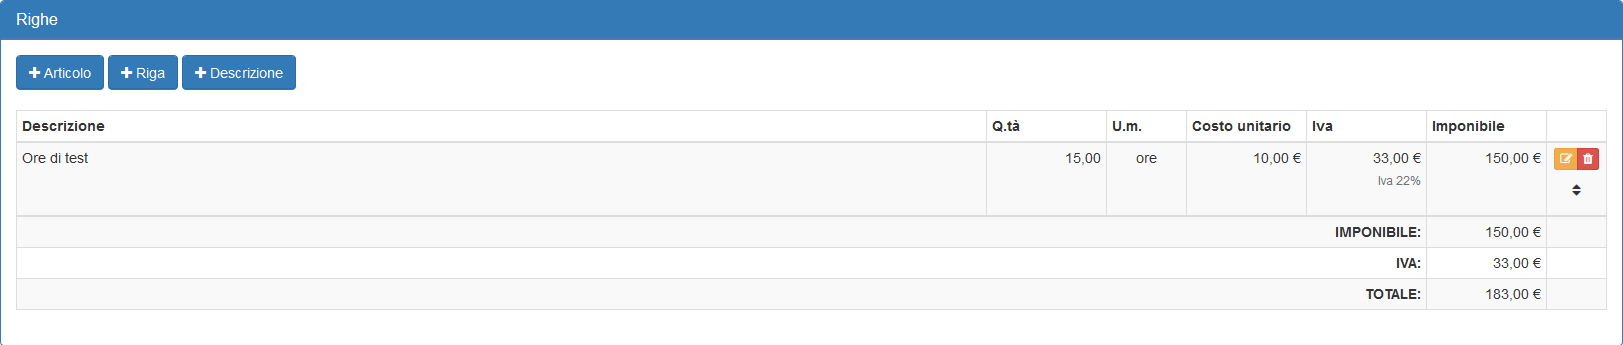 Righe
Articolo Riga Descrizione
Descrizione Q.tà U.m. Costo unitario Iva Imponibile
Ore di test 15,00 ore 10,00 € 33,00 € 150,00 €
Iva 22%
IMPONIBILE: 150,00 €
IVA: 33,00 €
TOTALE: 183,00 €